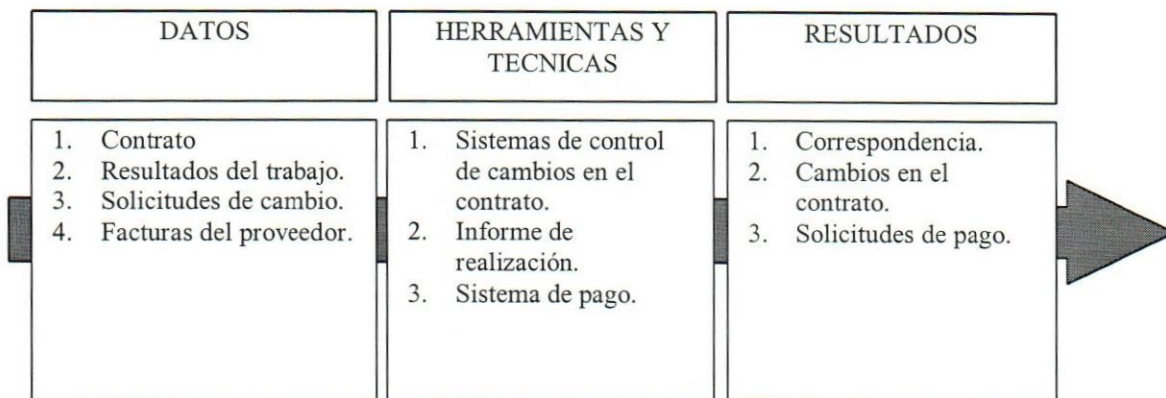 DATOS
HERRAMIENTAS Y
TECNICAS
RESULTADOS
1. Contrato
2. Resultados del trabajo.
3. Solicitudes de cambio.
4. Facturas del proveedor.
1. Sistemas de control
de cambios en el
contrato.
2. Informe de
realización.
3. Sistema de pago.
1. Correspondencia.
2. Cambios en el
contrato.
3. Solicitudes de pago.